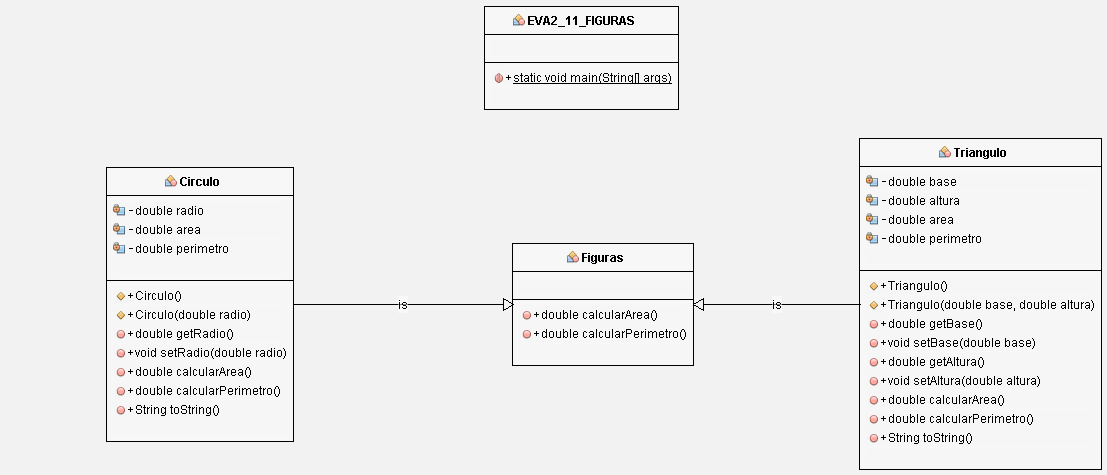 EVA2_11_FIGURAS
+ static void main(String[] args)
Circulo
- double radio
- double area
- double perimetro
+ Circulo()
+ Circulo(double radio)
+ double getRadio()
+ void setRadio(double radio)
+ double calcularArea()
+ double calcularPerimetro()
+ String toString()
is
Figuras
+ double calcularArea()
+ double calcularPerimetro()
is
Triangulo
- double base
- double altura
- double area
- double perimetro
+ Triangulo()
+ Triangulo(double base, double altura)
+ double getBase()
+ void setBase(double base)
+ double getAltura()
+ void setAltura(double altura)
+ double calcularArea()
+ double calcularPerimetro()
+ String toString()